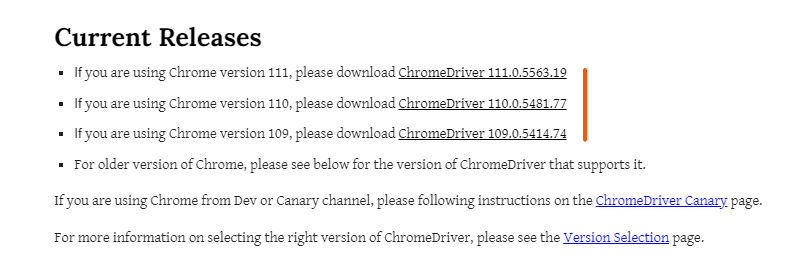 Current Releases
If you are using Chrome version 111, please download ChromeDriver 111.0.5563.19
If you are using Chrome version 110, please download ChromeDriver 110.0.5481.77
If you are using Chrome version 109, please download ChromeDriver 109.0.5414.74
For older version of Chrome, please see below for the version of ChromeDriver that supports it.
If you are using Chrome from Dev or Canary channel, please following instructions on the ChromeDriver Canary page.
For more information on selecting the right version of ChromeDriver, please see the Version Selection page.